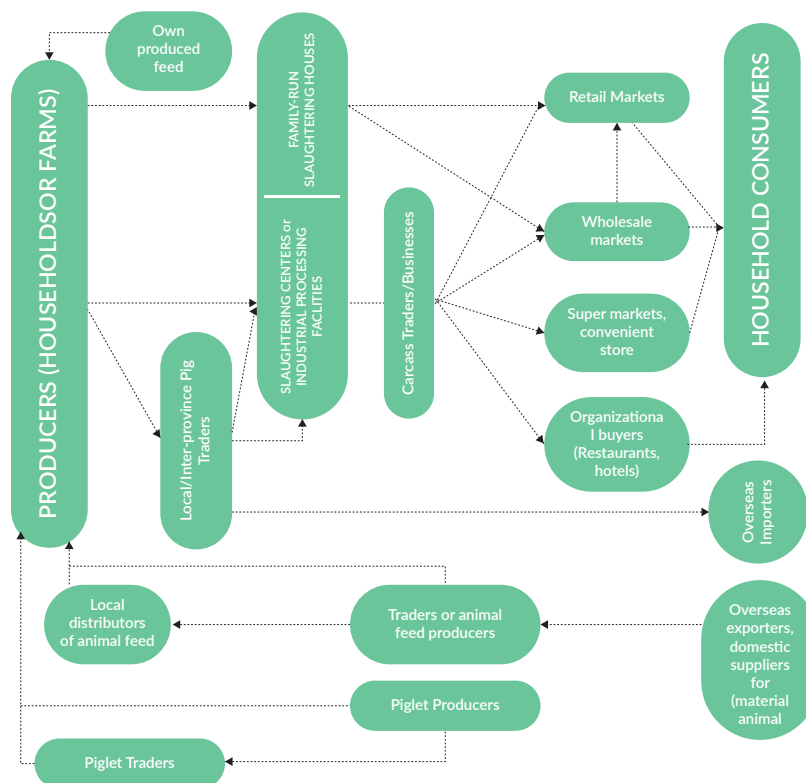 Own
produced
feed
PRODUCERS (HOUSEHOLDSOR FARMS)
FAMILY-RUN
SLAUGHTERING HOUSES
SLAUGHTERING CENTERS or
INDUSTRIAL PROCESSING
FACILITIES
Local/Inter-province Pig
Traders
Carcass Traders/Businesses
Retail Markets
Wholesale
markets
Super markets,
convenient
store
Organizationa
l buyers
(Restaurants,
hotels)
HOUSEHOLD CONSUMERS
Overseas
Importers
Local
distributors
of animal feed
Traders or animal
feed producers
Overseas
exporters,
domestic
suppliers
for
(material
animal
Piglet Producers
Piglet Traders